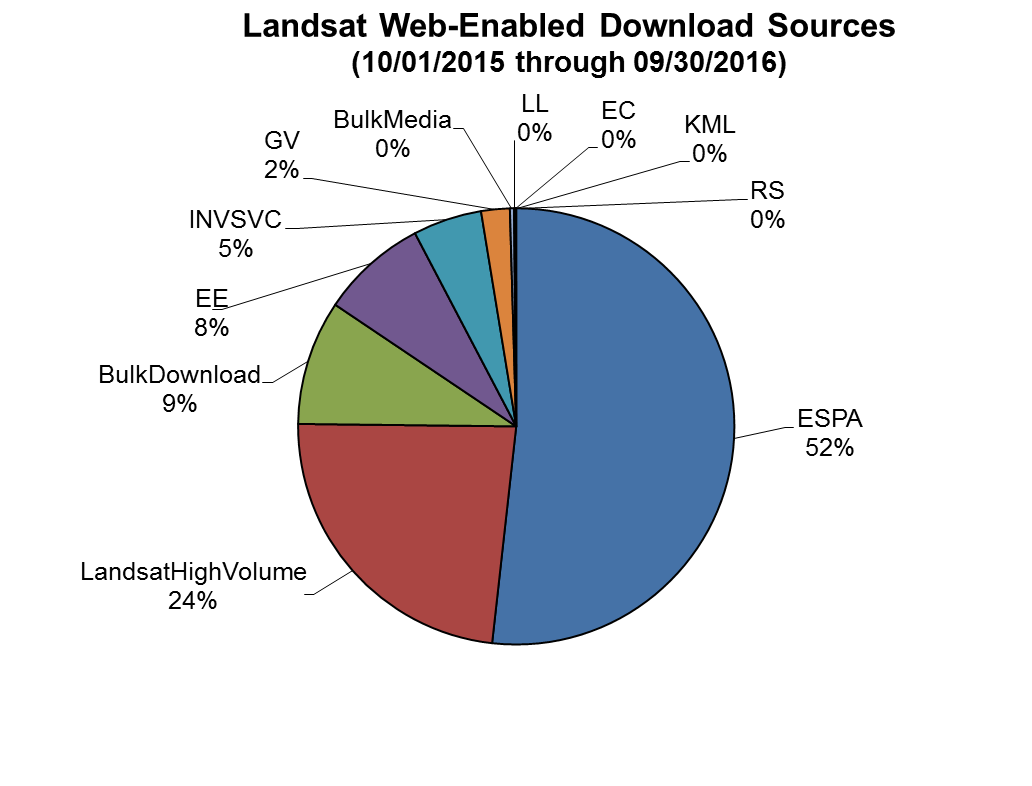 Landsat Web-Enabled Download Sources
(10/01/2015 through 09/30/2016)
LL
0%
EC
0%
BulkMedia
0%
KML
0%
GV
2%
RS
0%
INVSVC
5%
EE
8%
BulkDownload
9%
ESPA
52%
LandsatHighVolume
24%